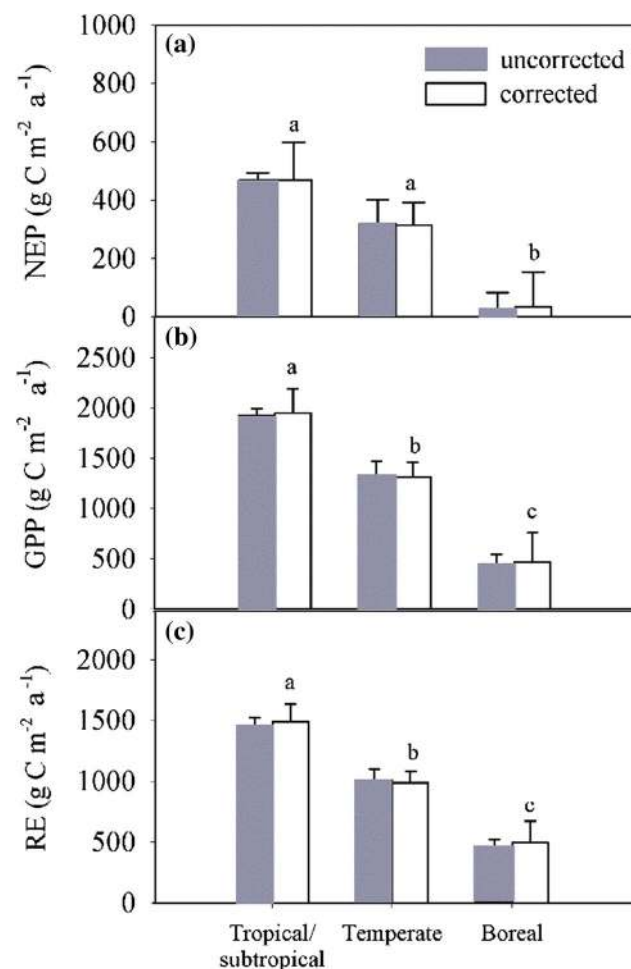 1000
(a)
uncorrected
800
corrected
a
600
a
400
b
200
0
NEP (g C m⁻² a⁻¹)
(b)
2500
a
2000
b
1500
c
1000
500
0
GPP (g C m⁻² a⁻¹)
(c)
2000
a
1500
b
1000
c
500
0
RE (g C m⁻² a⁻¹)
Tropical/ Temperate Boreal
subtropical